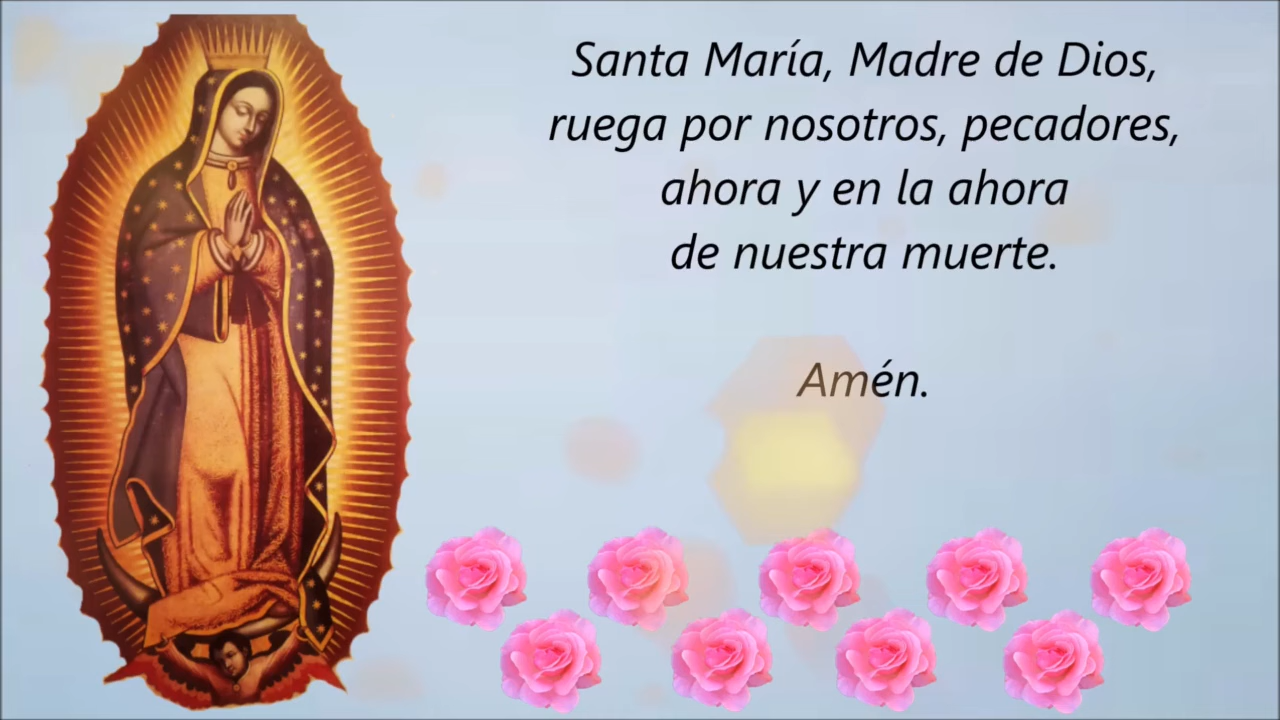 Santa María, Madre de Dios,
ruega por nosotros, pecadores,
ahora y en la ahora
de nuestra muerte.
Amén.